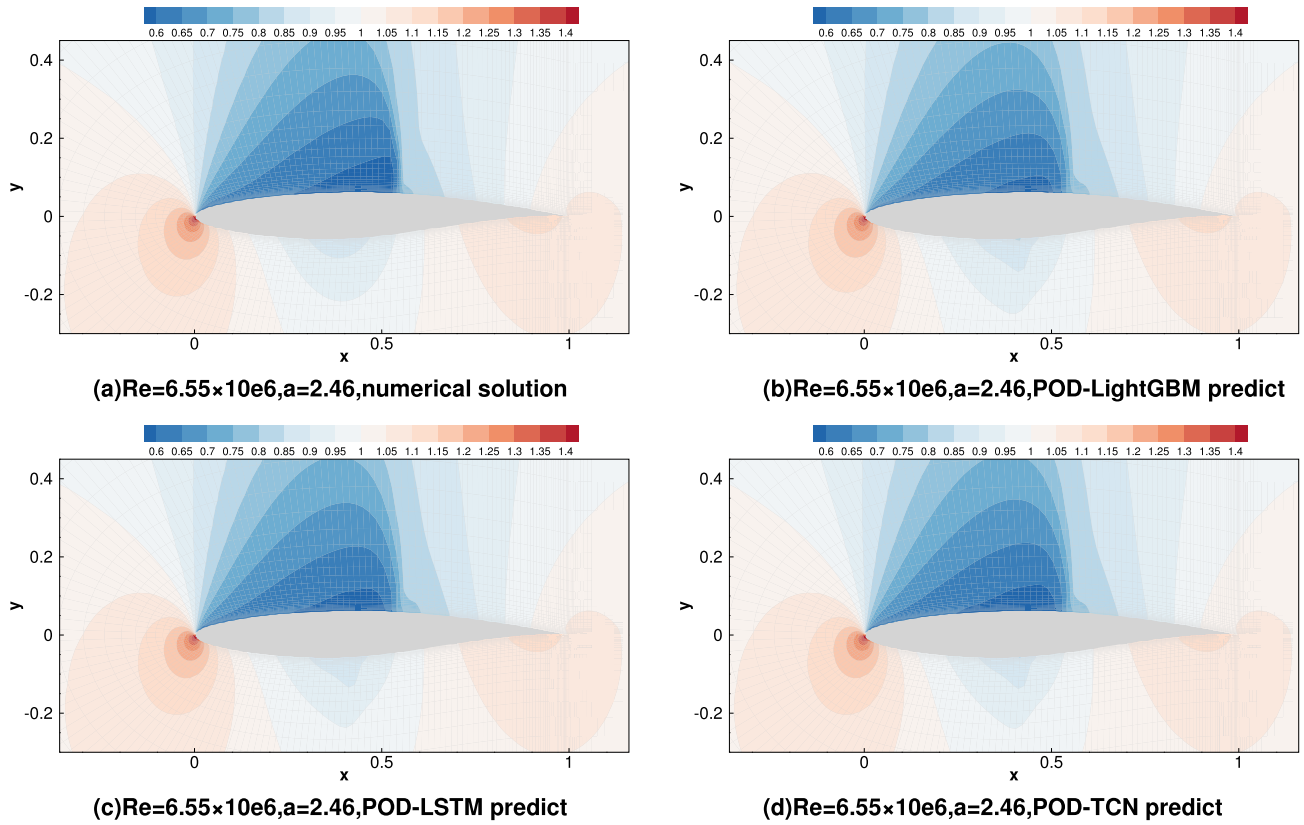 0.6 0.65 0.7 0.75 0.8 0.85 0.9 0.95 1 1.05 1.1 1.15 1.2 1.25 1.3 1.35 1.4
0.4
0.2
0
-0.2
y
0 0.5 1
x
(a)Re=6.55×10e6,a=2.46,numerical solution
0.6 0.65 0.7 0.75 0.8 0.85 0.9 0.95 1 1.05 1.1 1.15 1.2 1.25 1.3 1.35 1.4
0.4
0.2
0
-0.2
y
0 0.5 1
x
(b)Re=6.55×10e6,a=2.46,POD-LightGBM predict
0.6 0.65 0.7 0.75 0.8 0.85 0.9 0.95 1 1.05 1.1 1.15 1.2 1.25 1.3 1.35 1.4
0.4
0.2
0
-0.2
y
0 0.5 1
x
(c)Re=6.55×10e6,a=2.46,POD-LSTM predict
0.6 0.65 0.7 0.75 0.8 0.85 0.9 0.95 1 1.05 1.1 1.15 1.2 1.25 1.3 1.35 1.4
0.4
0.2
0
-0.2
y
0 0.5 1
x
(d)Re=6.55×10e6,a=2.46,POD-TCN predict